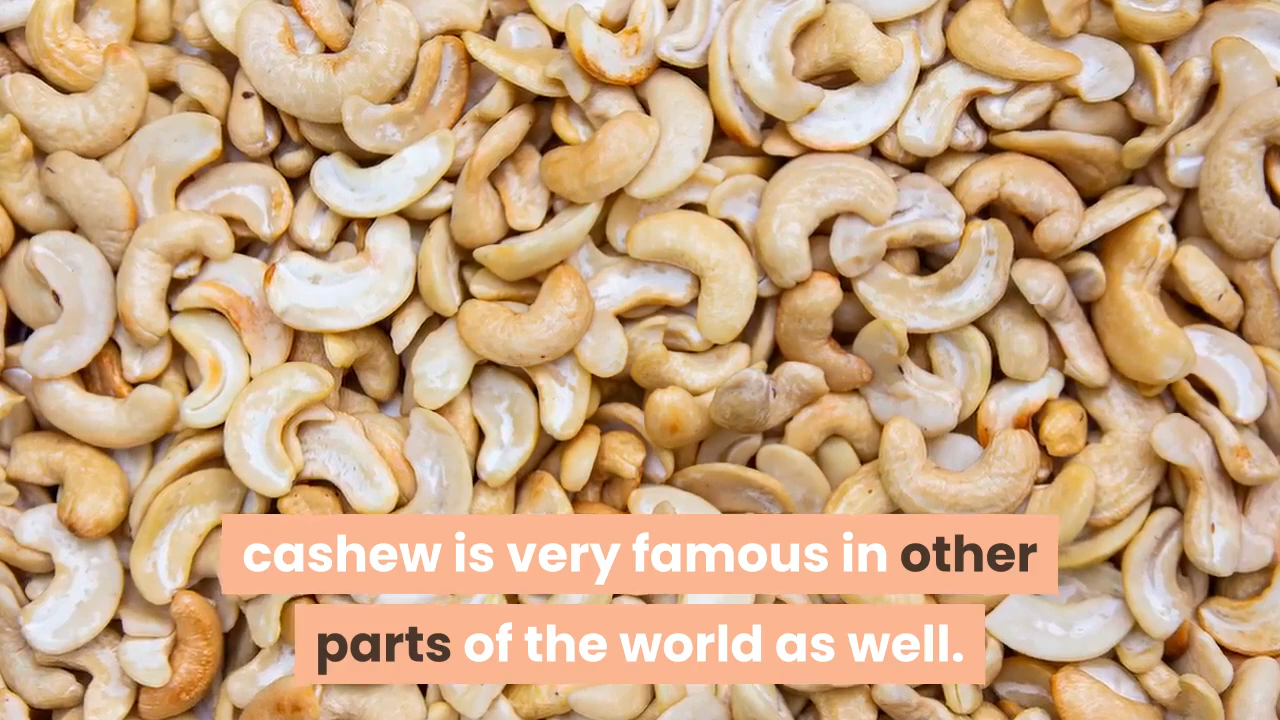 cashew is very famous in other
parts of the world as well.